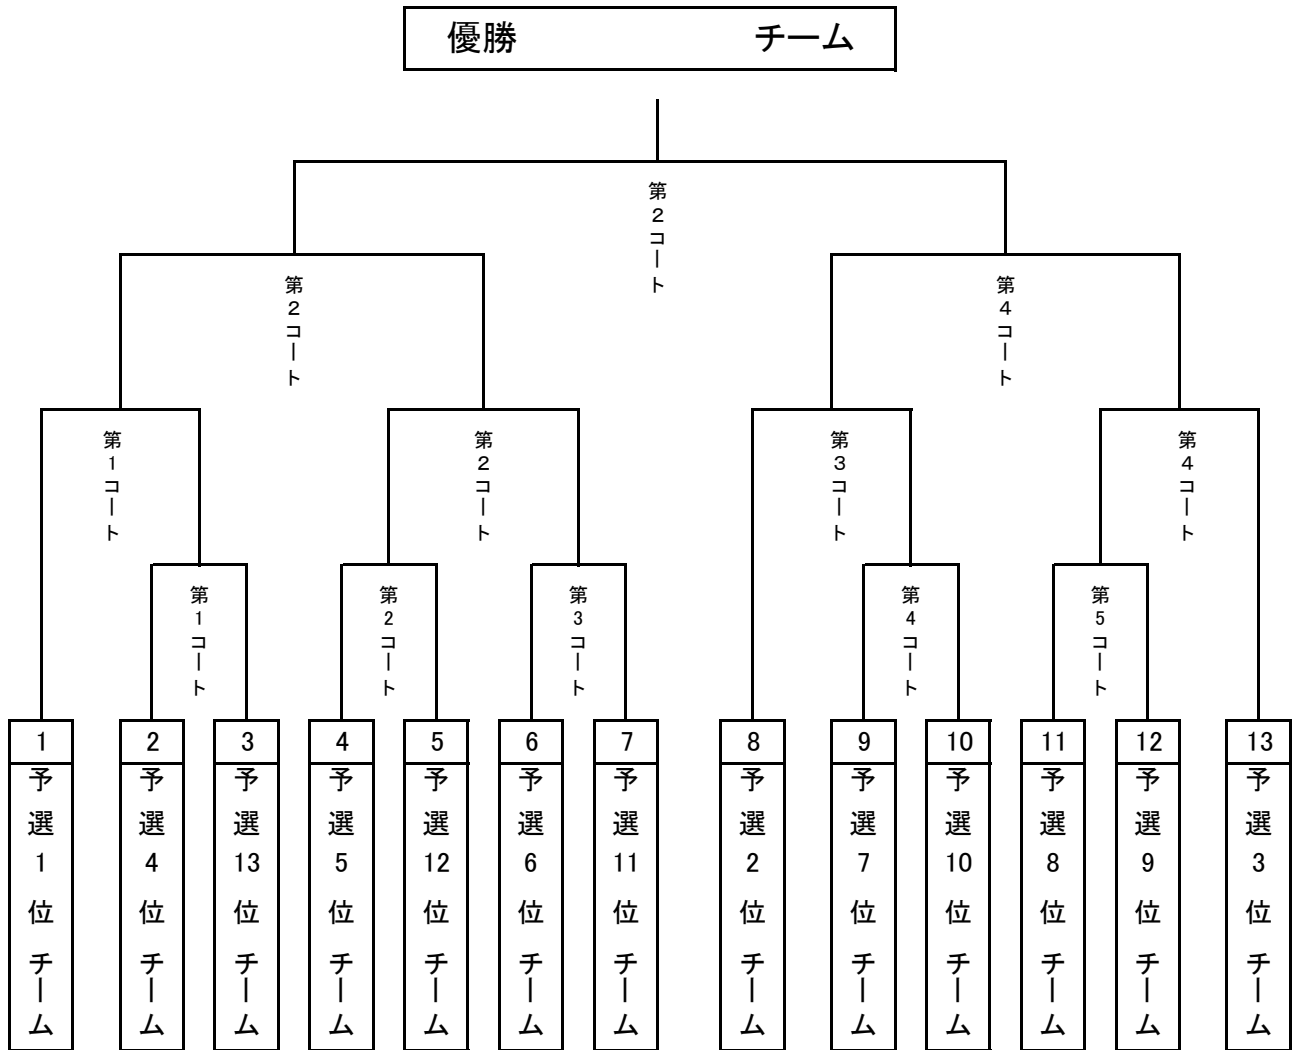 優勝 チーム
第2コート
第2コート
第4コート
第1コート
第2コート
第3コート
第4コート
第1コート
第2コート
第3コート
第4コート
第5コート
1
2
3
4
5
6
7
8
9
10
11
12
13
予選1位チーム
予選4位チーム
予選13位チーム
予選5位チーム
予選12位チーム
予選6位チーム
予選11位チーム
予選2位チーム
予選7位チーム
予選10位チーム
予選8位チーム
予選9位チーム
予選3位チーム